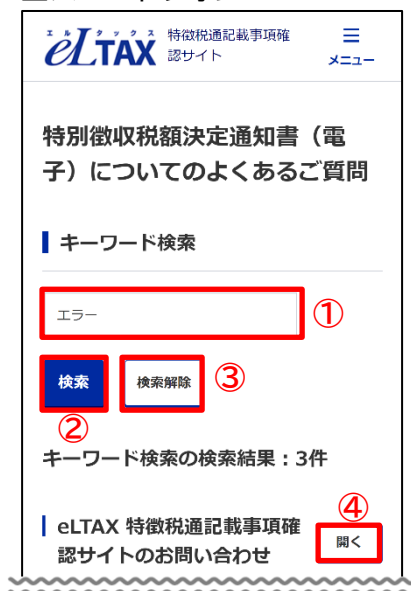 エルタックス
eLTAX
特徴税通記載事項確
認サイト
メニュー
特別徴収税額決定通知書（電
子）についてのよくあるご質問
キーワード検索
エラー
①
検索
検索解除
③
②
キーワード検索の検索結果：3件
④
eLTAX 特徴税通記載事項確
認サイトのお問い合わせ
開く